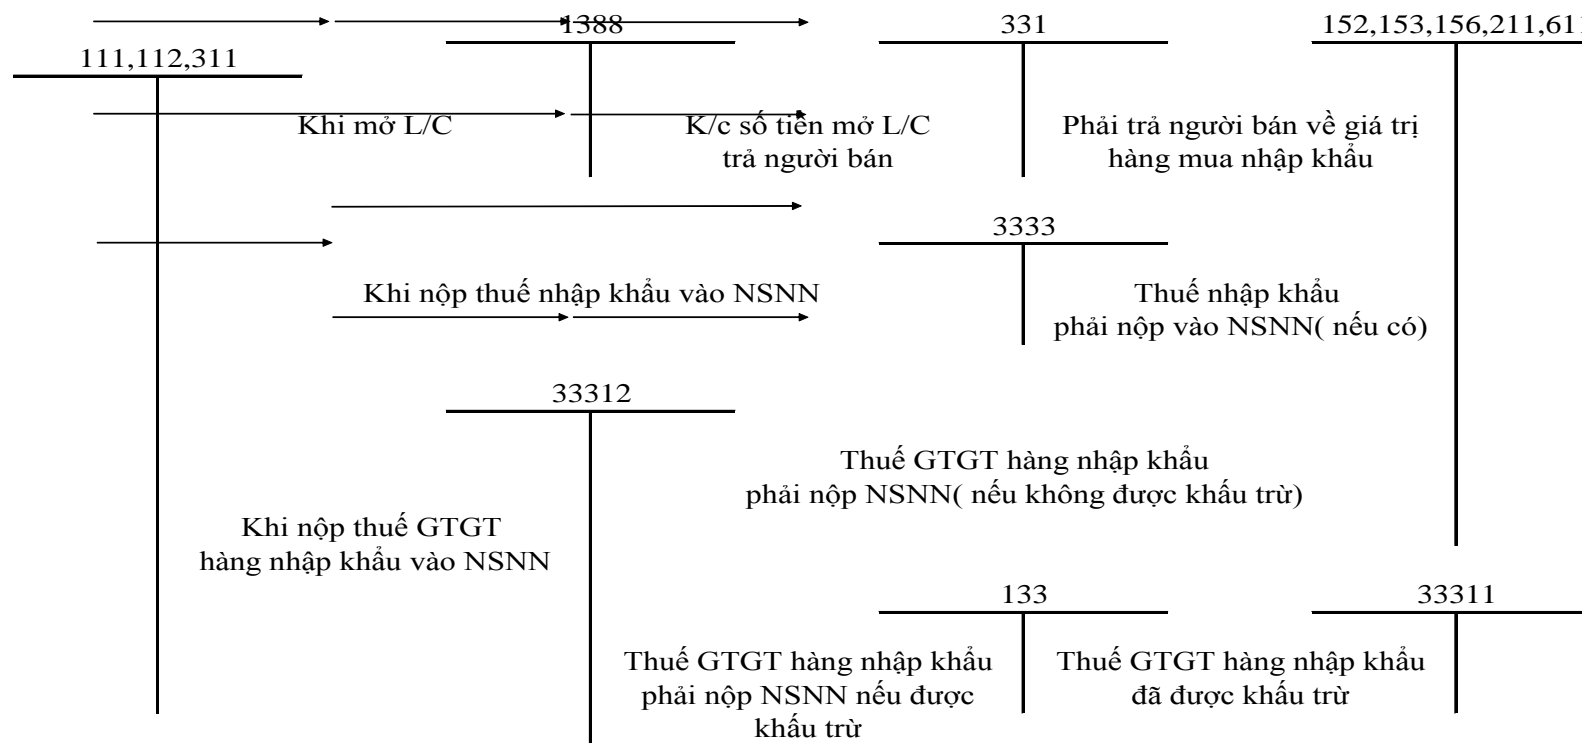 1388
331
152,153,156,211,611
111,112,311
Khi mở L/C
K/c số tiền mở L/C
trả người bán
Phải trả người bán về giá trị
hàng mua nhập khẩu
3333
Khi nộp thuế nhập khẩu vào NSNN
Thuế nhập khẩu
phải nộp vào NSNN( nếu có)
33312
Thuế GTGT hàng nhập khẩu
phải nộp NSNN( nếu không được khấu trừ)
Khi nộp thuế GTGT
hàng nhập khẩu vào NSNN
133
33311
Thuế GTGT hàng nhập khẩu
phải nộp NSNN nếu được
khấu trừ
Thuế GTGT hàng nhập khẩu
đã được khấu trừ